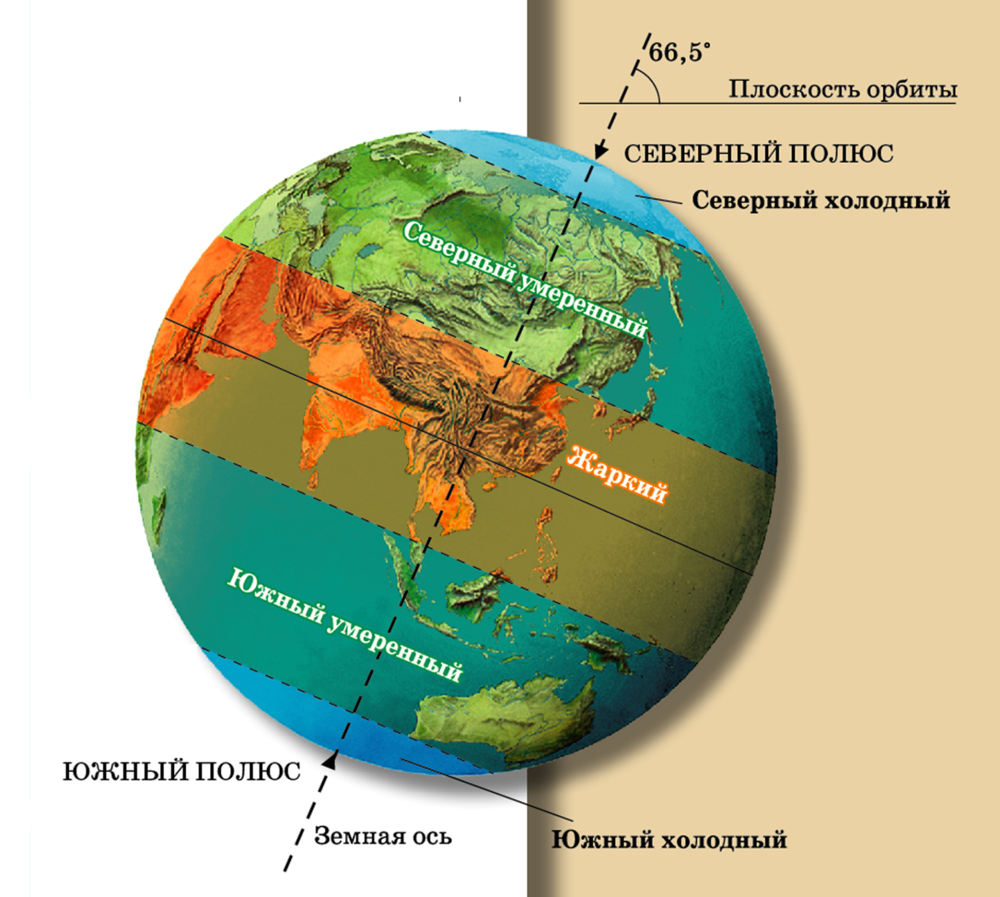 66,5°
Плоскость орбиты
СЕВЕРНЫЙ ПОЛЮС
Северный холодный
Северный умеренный
Жаркий
Южный умеренный
ЮЖНЫЙ ПОЛЮС
Земная ось
Южный холодный